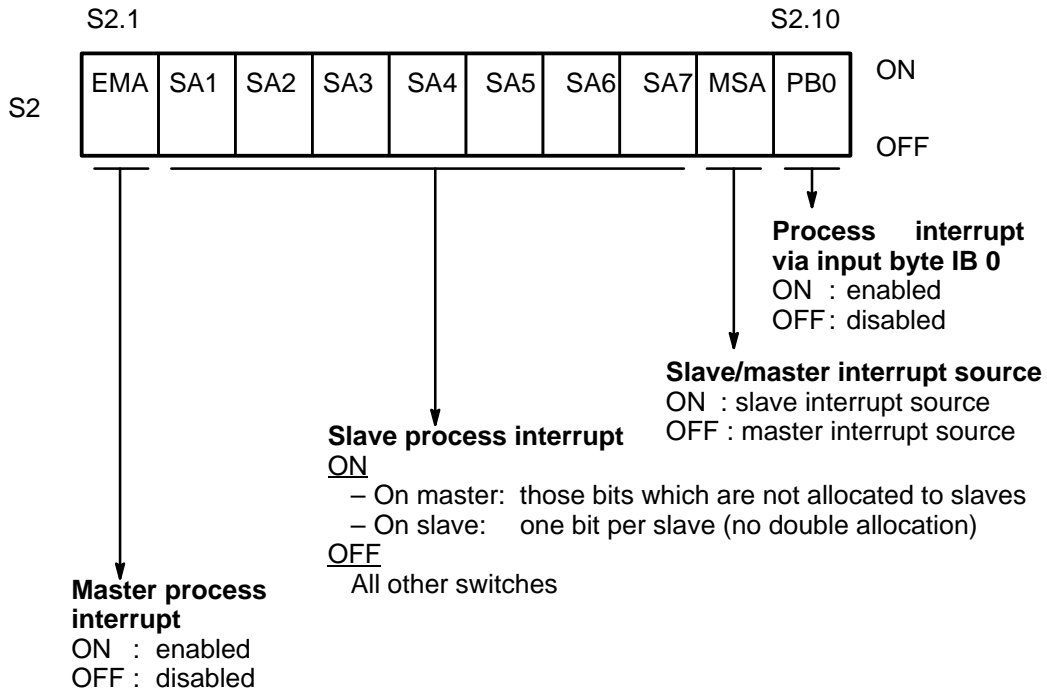 S2.1 S2.10
S2 EMA SA1 SA2 SA3 SA4 SA5 SA6 SA7 MSA PB0 ON
OFF
Process interrupt
via input byte IB 0
ON : enabled
OFF : disabled
Slave/master interrupt source
ON : slave interrupt source
OFF : master interrupt source
Slave process interrupt
ON
– On master: those bits which are not allocated to slaves
– On slave: one bit per slave (no double allocation)
OFF
All other switches
Master process
interrupt
ON : enabled
OFF : disabled